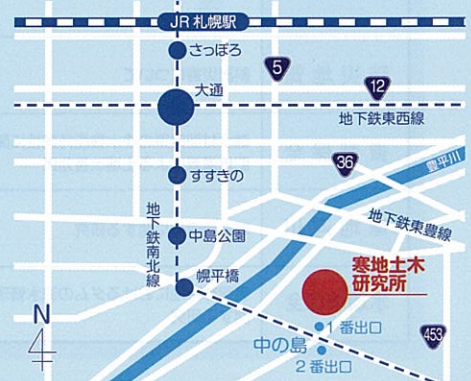 JR 札幌駅
さっぽろ
5
大通
12
地下鉄東西線
すすきの
36
豊平川
地下鉄南北線
中島公園
地下鉄東豊線
幌平橋
寒地土木
研究所
N
1番出口
中の島
2番出口
453